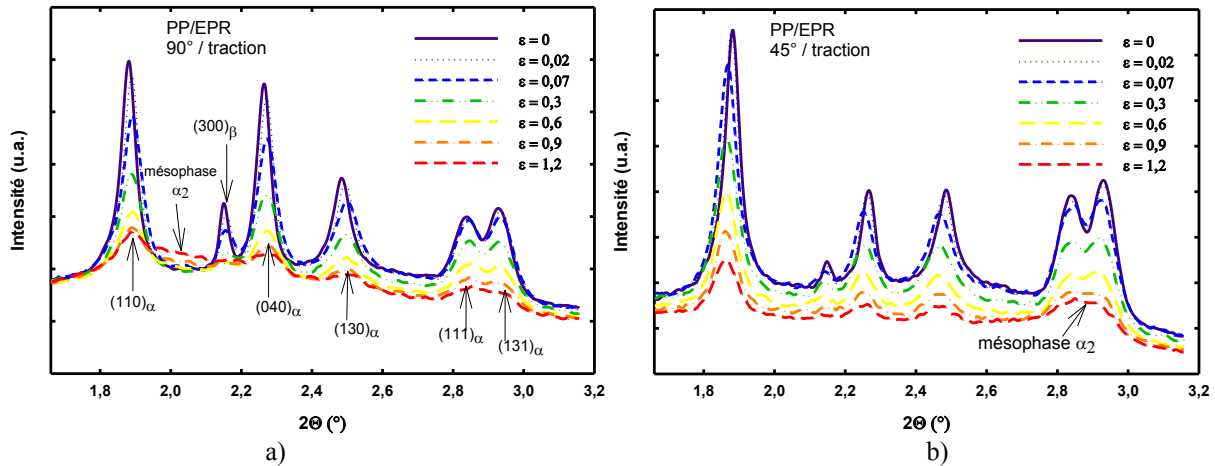 PP/EPR
90° / traction
ε = 0
ε = 0,02
ε = 0,07
ε = 0,3
ε = 0,6
ε = 0,9
ε = 1,2
(300)β
mésophase
α2
(110)α
(040)α
(130)α
(111)α
(131)α
Intensité (u.a.)
1,8 2,0 2,2 2,4 2,6 2,8 3,0 3,2
2Θ (°)
a)
PP/EPR
45° / traction
ε = 0
ε = 0,02
ε = 0,07
ε = 0,3
ε = 0,6
ε = 0,9
ε = 1,2
mésophase α2
Intensité (u.a.)
1,8 2,0 2,2 2,4 2,6 2,8 3,0 3,2
2Θ (°)
b)